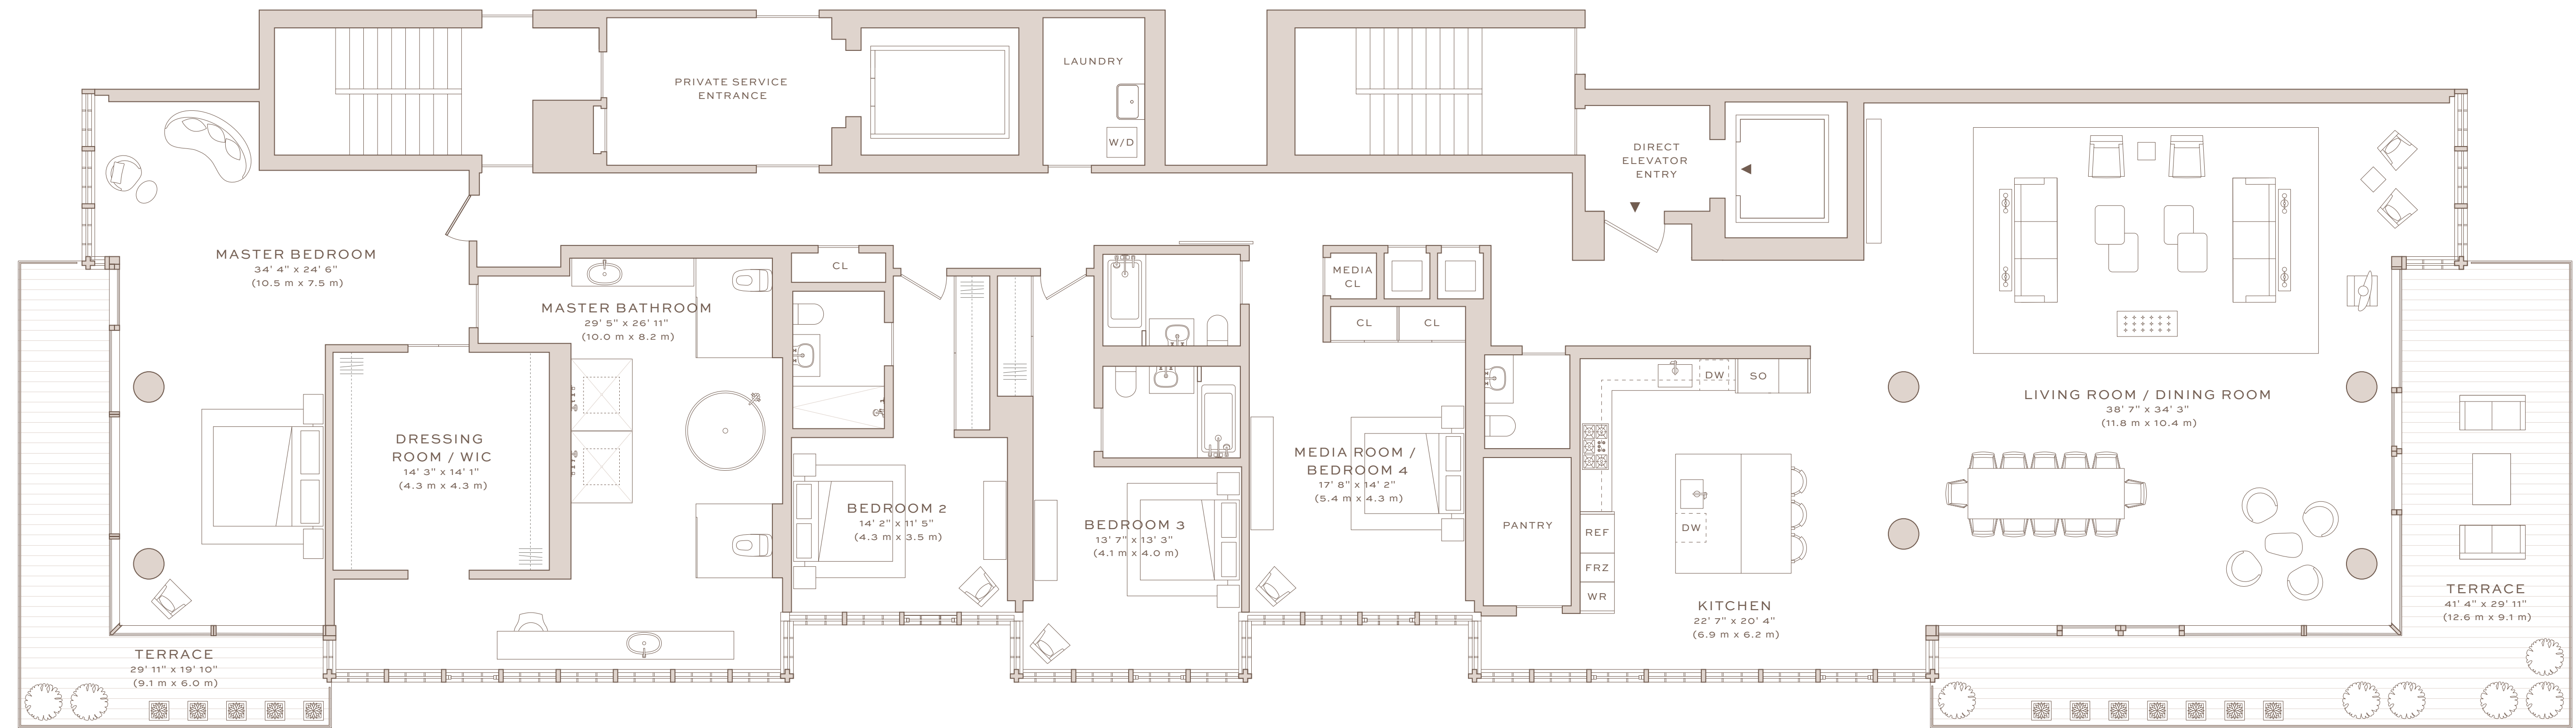 PRIVATE SERVICE
ENTRANCE
LAUNDRY
W/D
DIRECT
ELEVATOR
ENTRY
MASTER BEDROOM
34' 4" x 24' 6"
(10.5 m x 7.5 m)
MASTER BATHROOM
29' 5" x 26' 11"
(10.0 m x 8.2 m)
CL
MEDIA
CL
CL
CL
DW
SO
LIVING ROOM / DINING ROOM
38' 7" x 34' 3"
(11.8 m x 10.4 m)
DRESSING
ROOM / WIC
14' 3" x 14' 1"
(4.3 m x 4.3 m)
BEDROOM 2
14' 2" x 11' 5"
(4.3 m x 3.5 m)
BEDROOM 3
13' 7" x 13' 3"
(4.1 m x 4.0 m)
MEDIA ROOM /
BEDROOM 4
17' 8" x 14' 2"
(5.4 m x 4.3 m)
PANTRY
REF
FRZ
WR
DW
KITCHEN
22' 7" x 20' 4"
(6.9 m x 6.2 m)
TERRACE
41' 4" x 29' 11"
(12.6 m x 9.1 m)
TERRACE
29' 11" x 19' 10"
(9.1 m x 6.0 m)